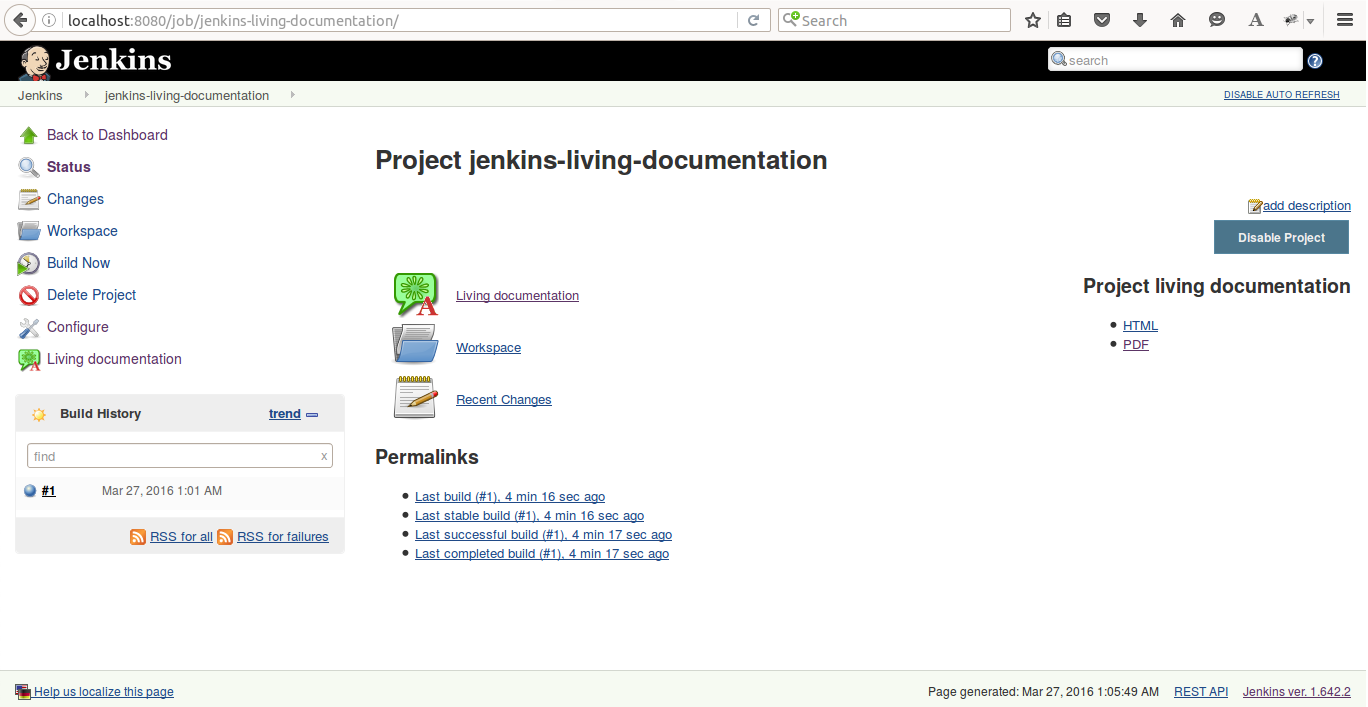 localhost:8080/job/jenkins-living-documentation/
Search
Jenkins
search
Jenkins
jenkins-living-documentation
DISABLE AUTO REFRESH
Back to Dashboard
Status
Changes
Workspace
Build Now
Delete Project
Configure
Living documentation
Build History
trend
find
x
#1
Mar 27, 2016 1:01 AM
RSS for all
RSS for failures
Project jenkins-living-documentation
add description
Disable Project
Living documentation
Workspace
Recent Changes
Project living documentation
HTML
PDF
Permalinks
Last build (#1), 4 min 16 sec ago
Last stable build (#1), 4 min 16 sec ago
Last successful build (#1), 4 min 17 sec ago
Last completed build (#1), 4 min 17 sec ago
Help us localize this page
Page generated: Mar 27, 2016 1:05:49 AM
REST API
Jenkins ver. 1.642.2